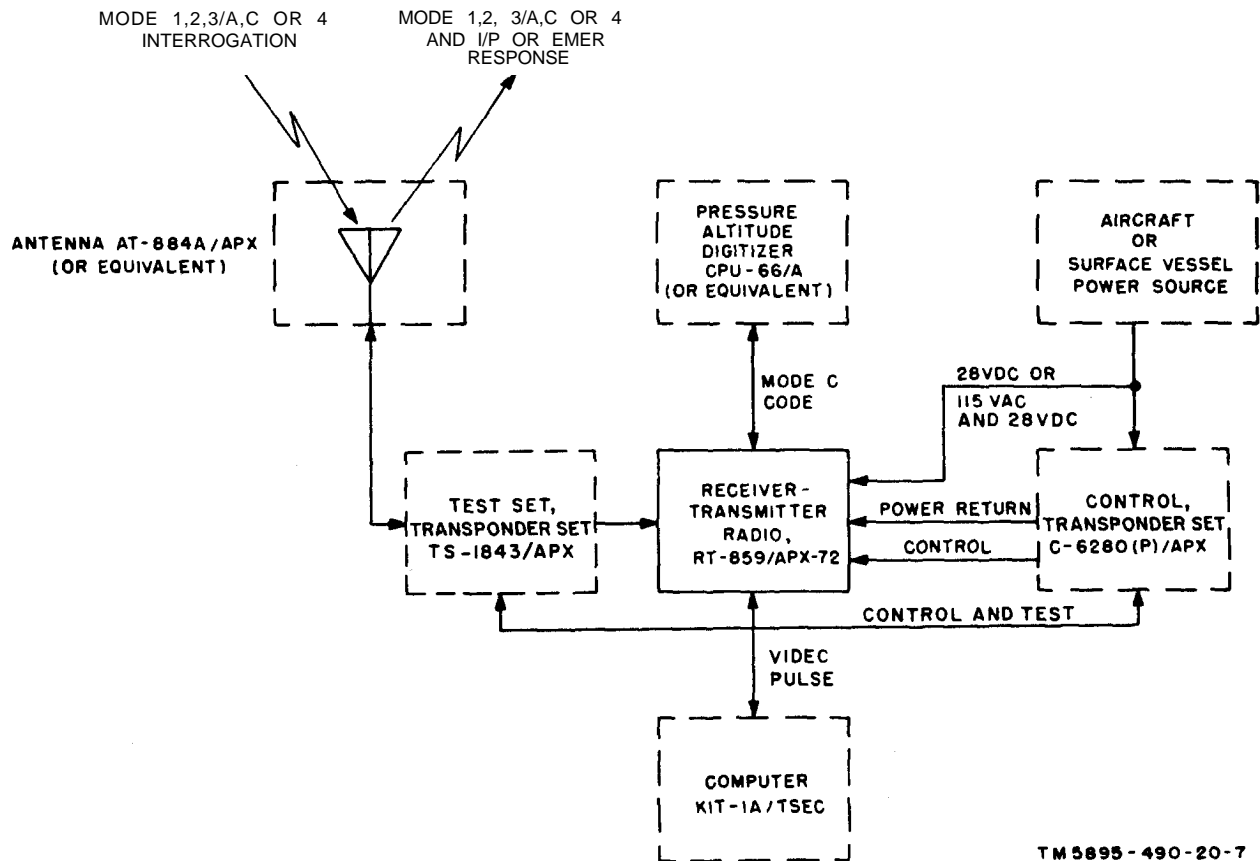 MODE 1,2,3/A,C OR 4
INTERROGATION
MODE 1,2, 3/A,C OR 4
AND I/P OR EMER
RESPONSE
ANTENNA AT-884A/APX
(OR EQUIVALENT)
PRESSURE
ALTITUDE
DIGITIZER
CPU-66/A
(OR EQUIVALENT)
AIRCRAFT
OR
SURFACE VESSEL
POWER SOURCE
MODE C
CODE
28VDC OR
115 VAC
AND 28VDC
TEST SET,
TRANSPONDER SET
TS-1843/APX
RECEIVER-
TRANSMITTER
RADIO,
RT-859/APX-72
POWER RETURN
CONTROL
CONTROL,
TRANSPONDER SET
C-6280(P)/APX
CONTROL AND TEST
VIDEC
PULSE
COMPUTER
KIT-1A/TSEC
TM5895-490-20-7